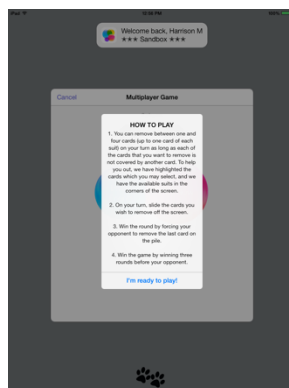 iPad
12:08 PM
100%
Welcome back, Harrison M
*** Sandbox ***
Cancel
Multiplayer Game
HOW TO PLAY
1. You can remove between one and
four cards (up to one card of each
suit) on your turn as long as each of
the cards that you want to remove is
not covered by another card. To help
you out, we have highlighted the
cards which you may select, and we
have the available suits in the
corners of the screen.
2. On your turn, slide the cards you
wish to remove off the screen.
3. Win the round by forcing your
opponent to remove the last card on
the pile.
4. Win the game by winning three
rounds before your opponent.
I'm ready to play!